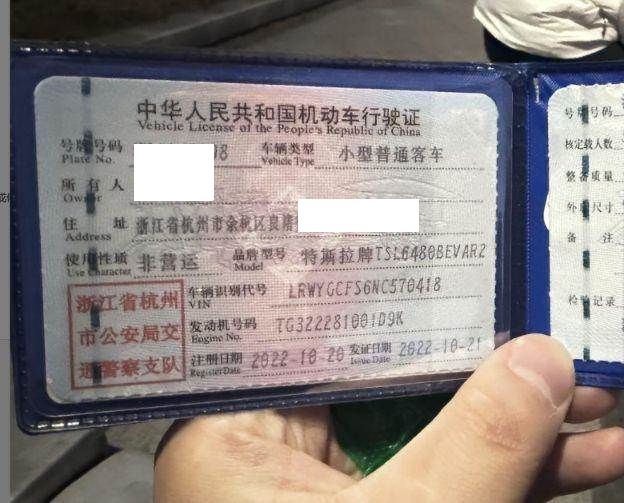 中华人民共和国机动车行驶证
Vehicle License of the People's Republic of China
号牌号码 08 车辆类型 小型普通客车
Plate No. Vehicle Type
所有人
Owner
住址 浙江省杭州市余杭区良渚
Address
使用性质 非营运 品牌型号 特斯拉牌TSL6480BEVAR2
Use Character Model
浙江省杭州 车辆识别代号 LRWYGCFS6NC570418
VIN
市公安局交 发动机号码 TG322281001D9K
Engine No.
通警察支队 注册日期 2022-10-20 发证日期 2022-10-21
Register Date Issue Date
号牌号码
核定载人数
整备质量
外廓尺寸
备注
检验记录